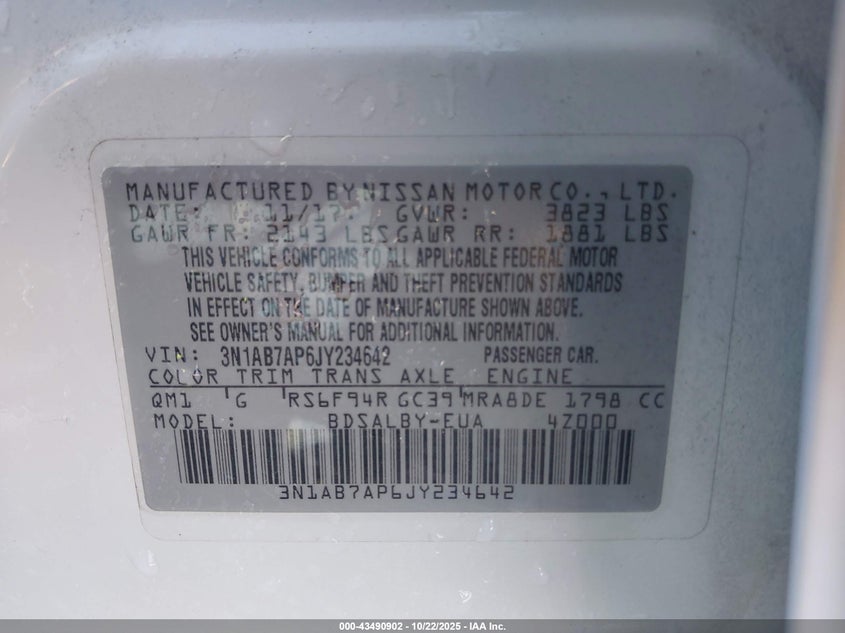 MANUFACTURED BY NISSAN MOTOR CO., LTD.
DATE: 11/17 GVWR: 3823 LBS
GAWR FR: 2143 LBS GAWR RR: 1881 LBS
THIS VEHICLE CONFORMS TO ALL APPLICABLE FEDERAL MOTOR
VEHICLE SAFETY, BUMPER AND THEFT PREVENTION STANDARDS
IN EFFECT ON THE DATE OF MANUFACTURE SHOWN ABOVE.
SEE OWNER'S MANUAL FOR ADDITIONAL INFORMATION.
VIN: 3N1AB7AP6JY234642 PASSENGER CAR.
COLOR TRIM TRANS AXLE ENGINE
QM1 G RS6F94R GC39 MRA8DE 1798 CC
MODEL: BDSALBY-EUA 4Z000
3N1AB7AP6JY234642
000-43490902 - 10/22/2025 - IAA Inc.